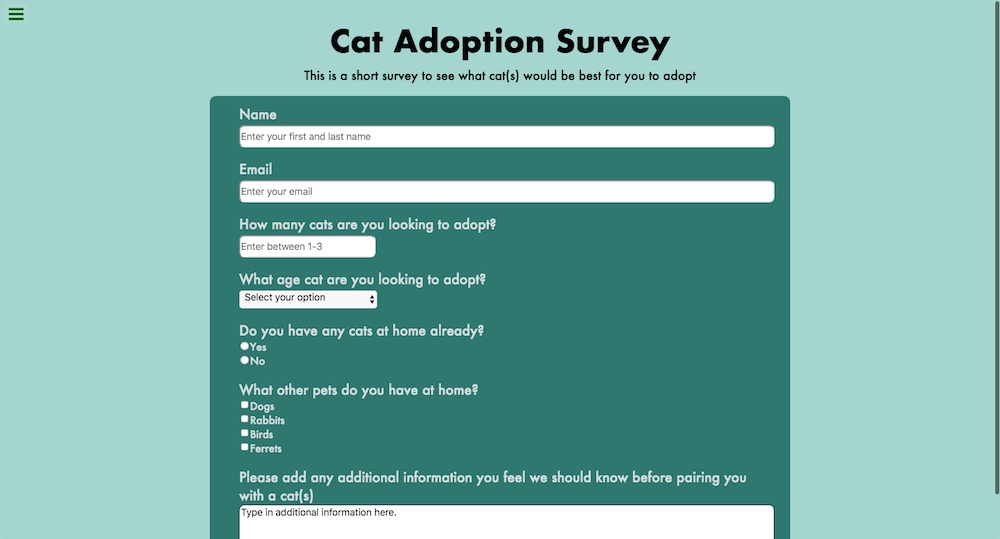 Cat Adoption Survey
This is a short survey to see what cat(s) would be best for you to adopt
Name
Enter your first and last name
Email
Enter your email
How many cats are you looking to adopt?
Enter between 1-3
What age cat are you looking to adopt?
Select your option
Do you have any cats at home already?
Yes
No
What other pets do you have at home?
Dogs
Rabbits
Birds
Ferrets
Please add any additional information you feel we should know before pairing you
with a cat(s)
Type in additional information here.